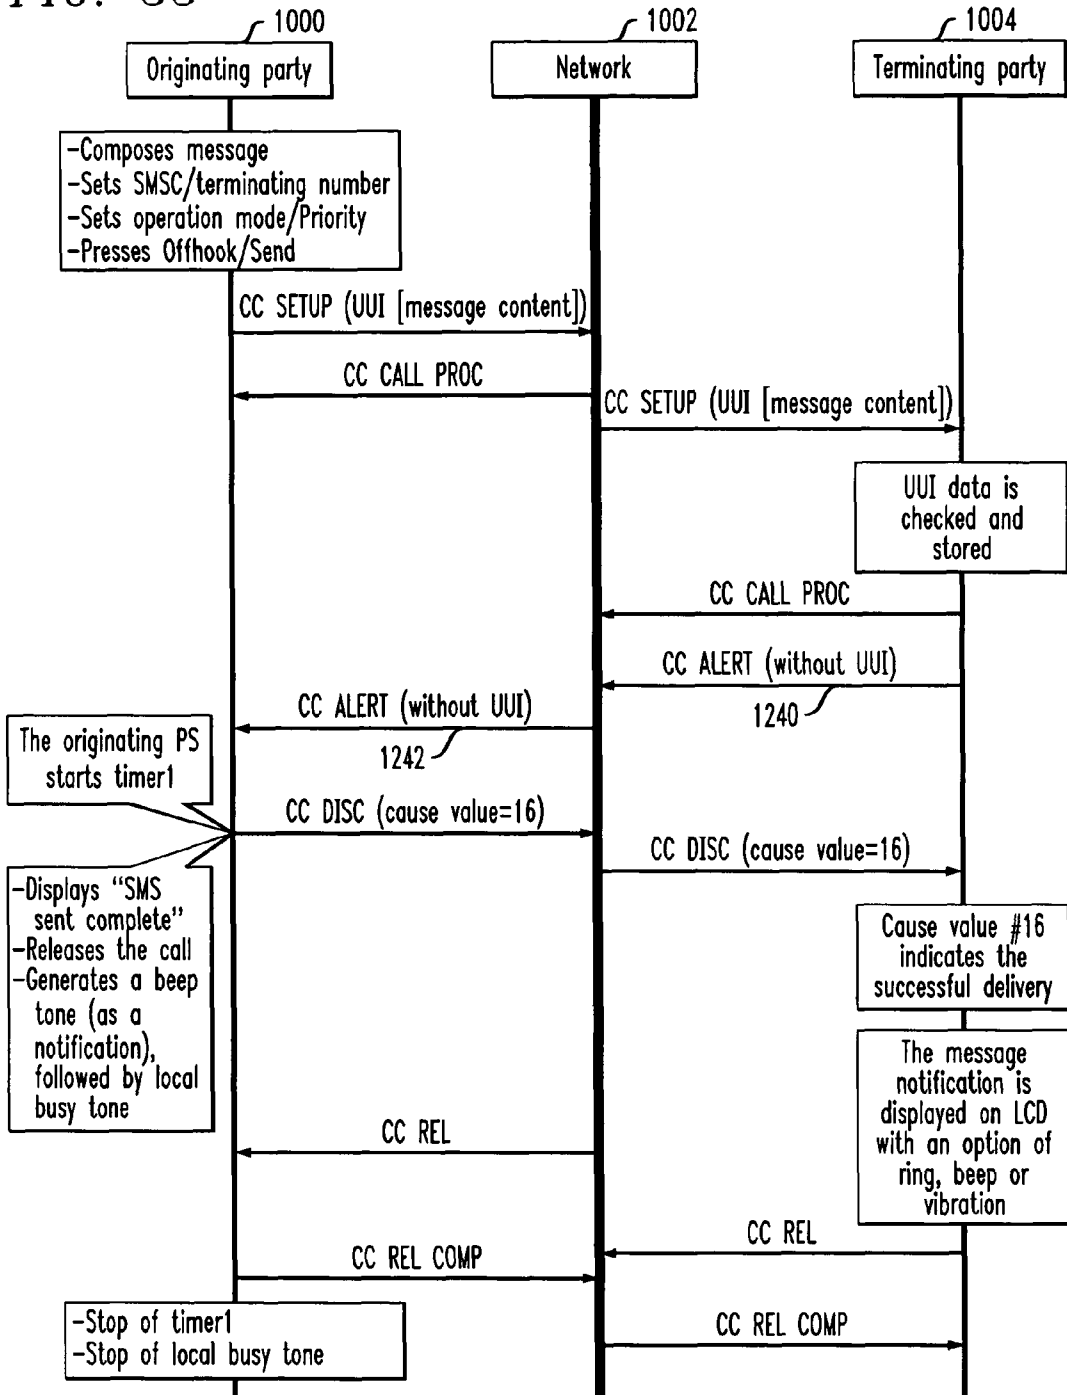 1000
1002
1004
Originating party
Network
Terminating party
-Composes message
-Sets SMSC/terminating number
-Sets operation mode/Priority
-Presses Offhook/Send
CC SETUP (UUI [message content])
CC CALL PROC
CC SETUP (UUI [message content])
UUI data is
checked and
stored
CC CALL PROC
CC ALERT (without UUI)
1240
CC ALERT (without UUI)
1242
The originating PS
starts timer1
CC DISC (cause value=16)
CC DISC (cause value=16)
-Displays “SMS
sent complete”
-Releases the call
-Generates a beep
tone (as a
notification),
followed by local
busy tone
Cause value #16
indicates the
successful delivery
The message
notification is
displayed on LCD
with an option of
ring, beep or
vibration
CC REL
CC REL
CC REL COMP
-Stop of timer1
-Stop of local busy tone
CC REL COMP